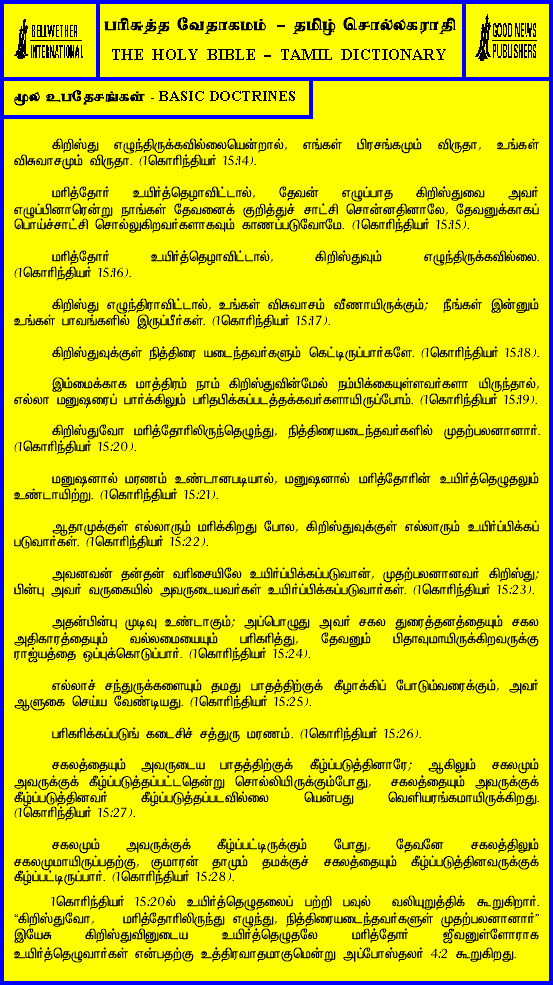 BELLWETHER
INTERNATIONAL
பரிசுத்த வேதாகமம் – தமிழ் சொல்லகராதி
THE HOLY BIBLE – TAMIL DICTIONARY
GOOD NEWS
PUBLISHERS
மூல உபதேசங்கள் - BASIC DOCTRINES
கிறிஸ்து எழுந்திருக்கவில்லையென்றால், எங்கள் பிரசங்கமும் விருதா, உங்கள்
விசுவாசமும் விருதா. (1கொரிந்தியர் 15:14).
மரித்தோர் உயிர்த்தெழாவிட்டால், தேவன் எழுப்பாத கிறிஸ்துவை அவர்
எழுப்பினாரென்று நாங்கள் தேவனைக் குறித்துச் சாட்சி சொன்னதினாலே, தேவனுக்காகப்
பொய்ச்சாட்சி சொல்லுகிறவர்களாகவும் காணப்படுவோமே. (1கொரிந்தியர் 15:15).
மரித்தோர் உயிர்த்தெழாவிட்டால், கிறிஸ்துவும் எழுந்திருக்கவில்லை.
(1கொரிந்தியர் 15:16).
கிறிஸ்து எழுந்திராவிட்டால், உங்கள் விசுவாசம் வீணாயிருக்கும்; நீங்கள் இன்னும்
உங்கள் பாவங்களில் இருப்பீர்கள். (1கொரிந்தியர் 15:17).
கிறிஸ்துவுக்குள் நித்திரை யடைந்தவர்களும் கெட்டிருப்பார்களே. (1கொரிந்தியர் 15:18).
இம்மைக்காக மாத்திரம் நாம் கிறிஸ்துவின்மேல் நம்பிக்கையுள்ளவர்களா யிருந்தால்,
எல்லா மனுஷரைப் பார்க்கிலும் பரிதபிக்கப்படத்தக்கவர்களாயிருப்போம். (1கொரிந்தியர் 15:19).
கிறிஸ்துவோ மரித்தோரிலிருந்தெழுந்து, நித்திரையடைந்தவர்களில் முதற்பலனானார்.
(1கொரிந்தியர் 15:20).
மனுஷனால் மரணம் உண்டானபடியால், மனுஷனால் மரித்தோரின் உயிர்த்தெழுதலும்
உண்டாயிற்று. (1கொரிந்தியர் 15:21).
ஆதாமுக்குள் எல்லாரும் மரிக்கிறது போல, கிறிஸ்துவுக்குள் எல்லாரும் உயிர்ப்பிக்கப்
படுவார்கள். (1கொரிந்தியர் 15:22).
அவனவன் தன்தன் வரிசையிலே உயிர்ப்பிக்கப்படுவான், முதற்பலனானவர் கிறிஸ்து;
பின்பு அவர் வருகையில் அவருடையவர்கள் உயிர்ப்பிக்கப்படுவார்கள். (1கொரிந்தியர் 15:23).
அதன்பின்பு முடிவு உண்டாகும்; அப்பொழுது அவர் சகல துரைத்தனத்தையும் சகல
அதிகாரத்தையும் வல்லமையையும் பரிகரித்து, தேவனும் பிதாவுமாயிருக்கிறவருக்கு
ராஜ்யத்தை ஒப்புக்கொடுப்பார். (1கொரிந்தியர் 15:24).
எல்லாச் சந்துருக்களையும் தமது பாதத்திற்குக் கீழாக்கிப் போடும்வரைக்கும், அவர்
ஆளுகை செய்ய வேண்டியது. (1கொரிந்தியர் 15:25).
பரிகரிக்கப்படுங் கடைசிச் சத்துரு மரணம். (1கொரிந்தியர் 15:26).
சகலத்தையும் அவருடைய பாதத்திற்குக் கீழ்ப்படுத்தினாரே; ஆகிலும் சகலமும்
அவருக்குக் கீழ்ப்படுத்தப்பட்டதென்று சொல்லியிருக்கும்போது, சகலத்தையும் அவருக்குக்
கீழ்ப்படுத்தினவர் கீழ்ப்படுத்தப்படவில்லை யென்பது வெளியரங்கமாயிருக்கிறது.
(1கொரிந்தியர் 15:27).
சகலமும் அவருக்குக் கீழ்ப்பட்டிருக்கும் போது, தேவனே சகலத்திலும்
சகலமுமாயிருப்பதற்கு, குமாரன் தாமும் தமக்குச் சகலத்தையும் கீழ்ப்படுத்தினவருக்குக்
கீழ்ப்பட்டிருப்பார். (1கொரிந்தியர் 15:28).
1கொரிந்தியர் 15:20ல் உயிர்த்தெழுதலைப் பற்றி பவுல் வலியுறுத்திக் கூறுகிறார்.
“கிறிஸ்துவோ, மரித்தோரிலிருந்து எழுந்து, நித்திரையடைந்தவர்களுள் முதற்பலனானார்”
இயேசு கிறிஸ்துவினுடைய உயிர்த்தெழுதலே மரித்தோர் ஜீவனுள்ளோராக
உயிர்த்தெழுவார்கள் என்பதற்கு உத்திரவாதமாகுமென்று அப்போஸ்தலர் 4:2 கூறுகிறது.